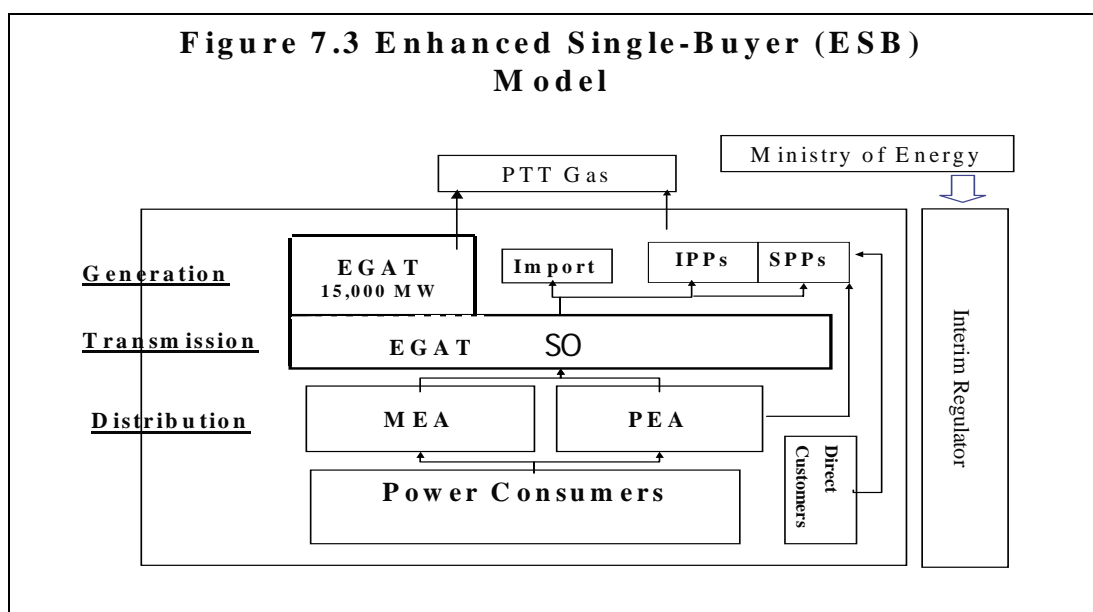 Figure 7.3 Enhanced Single-Buyer (ESB)
Model
Ministry of Energy
PTT Gas
Generation
EGAT
15,000 MW
Import
IPPs
SPPs
Transmission
EGAT
SO
Distribution
MEA
PEA
Power Consumers
Direct
Customers
Interim Regulator